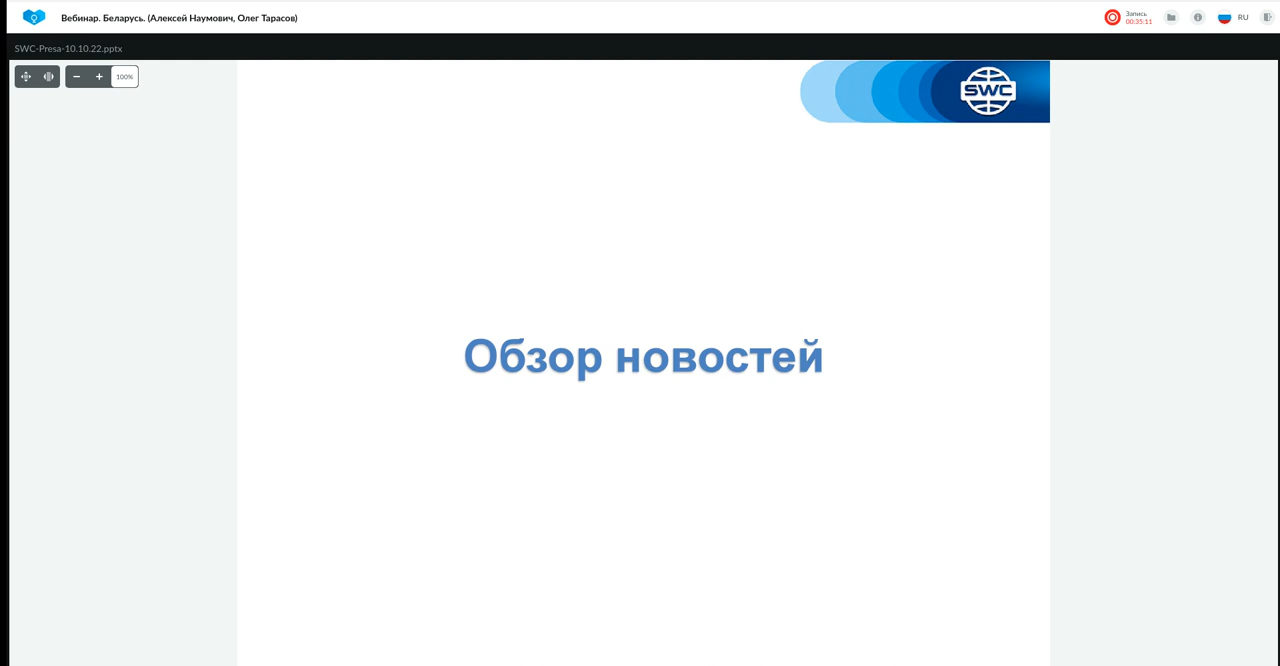 Вебинар. Беларусь. (Алексей Наумович, Олег Тарасов)
Запись
00:35:11
RU
SWC-Presa-10.10.22.pptx
100%
SWC
Обзор новостей